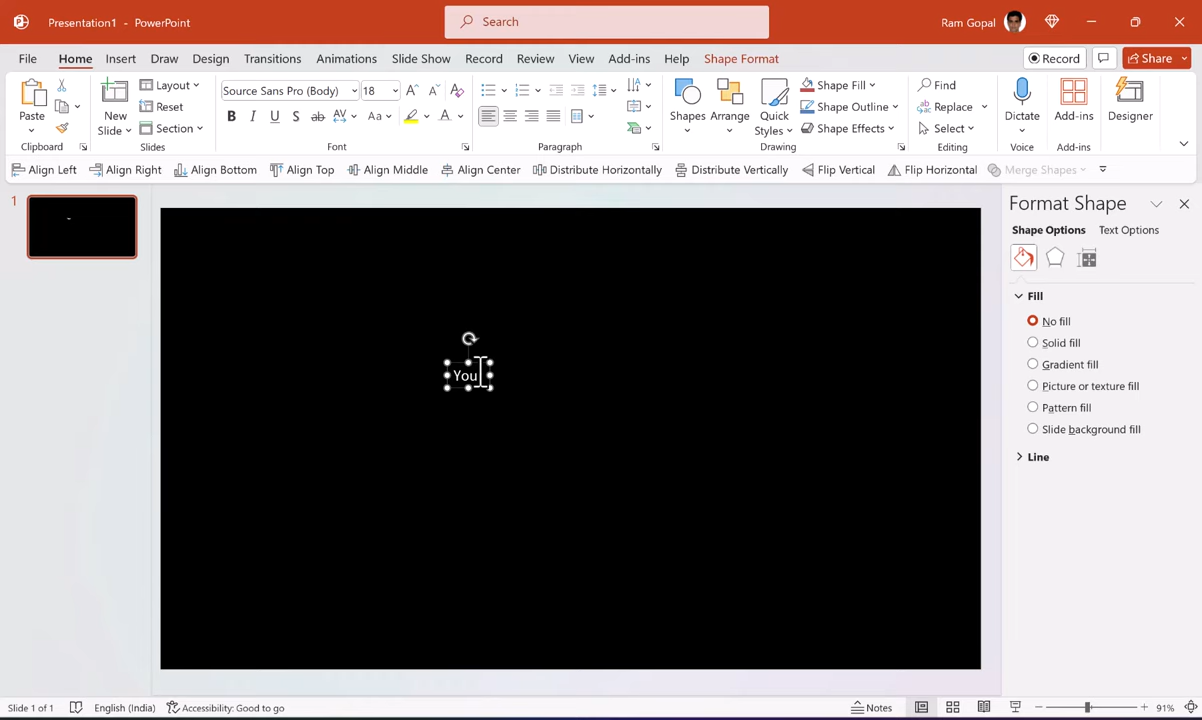 Presentation1 - PowerPoint
Search
Ram Gopal
File Home Insert Draw Design Transitions Animations Slide Show Record Review View Add-ins Help Shape Format
Record
Share
Paste
Clipboard
New
Slide
Layout
Reset
Section
Slides
Source Sans Pro (Body) 18 A A A
B I U S ab AV Aa A
Font
Paragraph
Shapes
Arrange
Quick
Styles
Shape Fill
Shape Outline
Shape Effects
Drawing
Find
Replace
Select
Editing
Dictate
Voice
Add-ins
Add-ins
Designer
Align Left Align Right Align Bottom Align Top Align Middle Align Center Distribute Horizontally Distribute Vertically Flip Vertical Flip Horizontal Merge Shapes
1
You
Format Shape
Shape Options Text Options
Fill
No fill
Solid fill
Gradient fill
Picture or texture fill
Pattern fill
Slide background fill
Line
Slide 1 of 1 English (India) Accessibility: Good to go Notes 91%